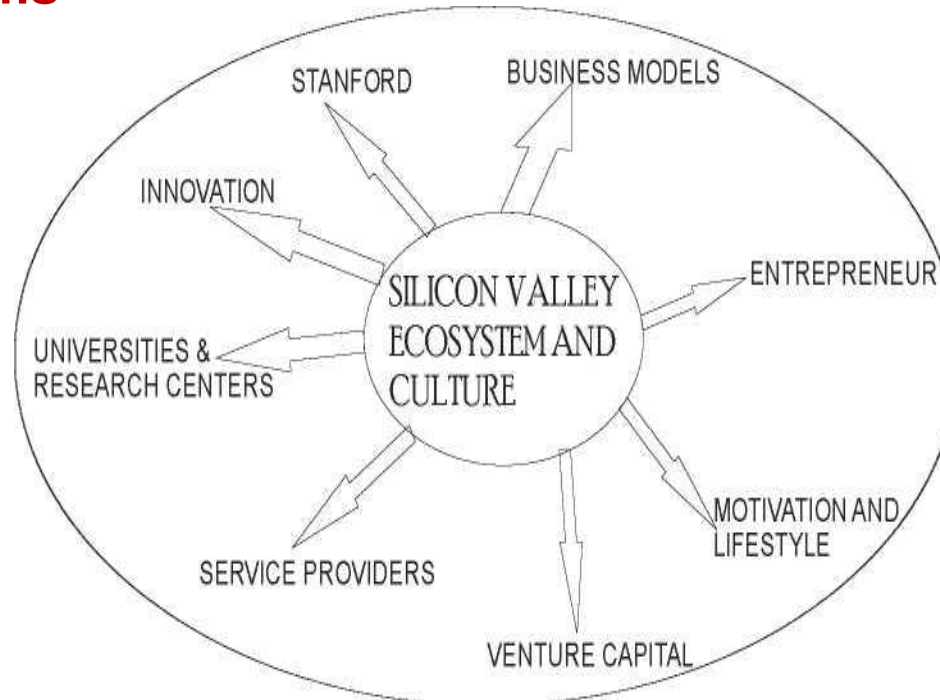 STANFORD
BUSINESS MODELS
INNOVATION
ENTREPRENEUR
SILICON VALLEY
ECOSYSTEM AND
CULTURE
UNIVERSITIES &
RESEARCH CENTERS
MOTIVATION AND
LIFESTYLE
SERVICE PROVIDERS
VENTURE CAPITAL